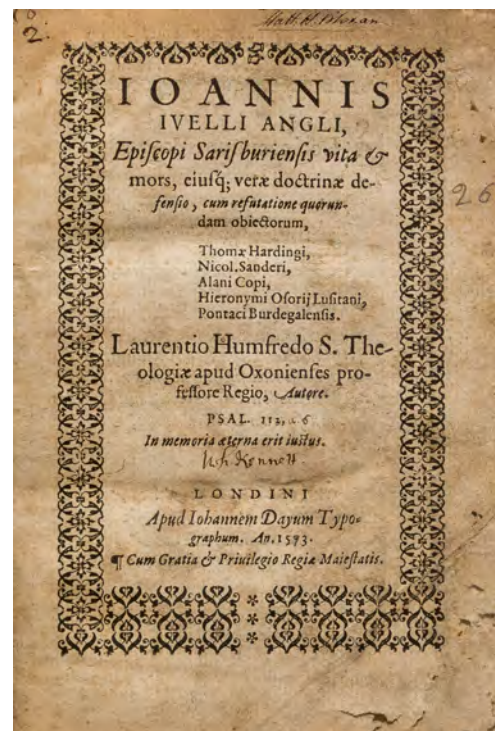 2.
IOANNIS
IVELLI ANGLI,
Epiſcopi Sariſburienſis vita &
mors, eiuſq; veræ doctrinæ de-
fenſio, cum refutatione quorun-
dam obiectorum,
Thomæ Hardingi,
Nicol. Sanderi,
Alani Copi,
Hieronymi Oſorij Luſitani,
Pontaci Burdegalenſis.
26
Laurentio Humfredo S. The-
ologiæ apud Oxonienſes pro-
feſſore Regio, Autore.
PSAL. 112, 6
In memoria æterna erit iuſtus.
Kennett
LONDINI
Apud Iohannem Dayum Typo-
graphum. An. 1573.
¶ Cum Gratia & Priuilegio Regiæ Maieſtatis.